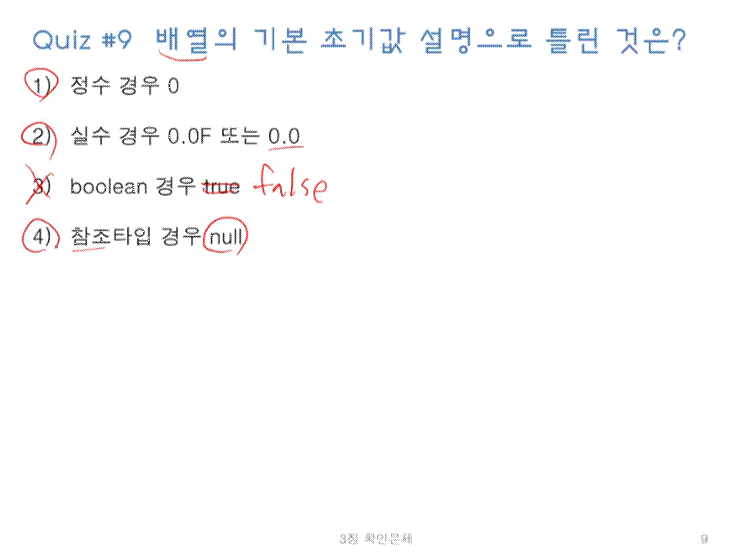 Quiz #9 배열의 기본 초기값 설명으로 틀린 것은?
1) 정수 경우 0
2) 실수 경우 0.0F 또는 0.0
3) boolean 경우 true false
4) 참조타입 경우 null
3장 확인문제
9